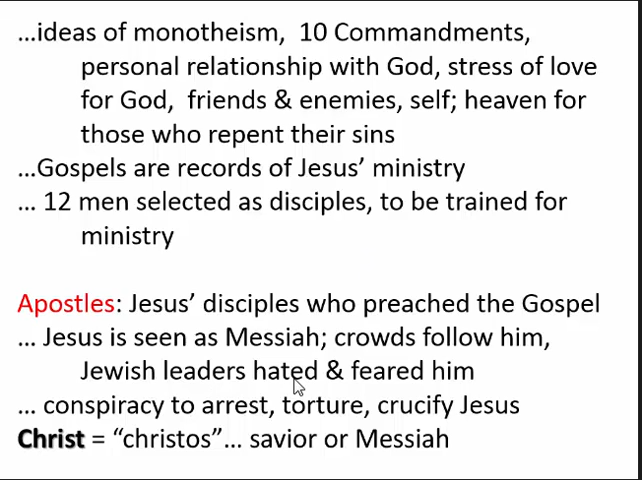 …ideas of monotheism, 10 Commandments,
personal relationship with God, stress of love
for God, friends & enemies, self; heaven for
those who repent their sins
…Gospels are records of Jesus’ ministry
… 12 men selected as disciples, to be trained for
ministry
Apostles: Jesus’ disciples who preached the Gospel
… Jesus is seen as Messiah; crowds follow him,
Jewish leaders hated & feared him
… conspiracy to arrest, torture, crucify Jesus
Christ = “christos”… savior or Messiah